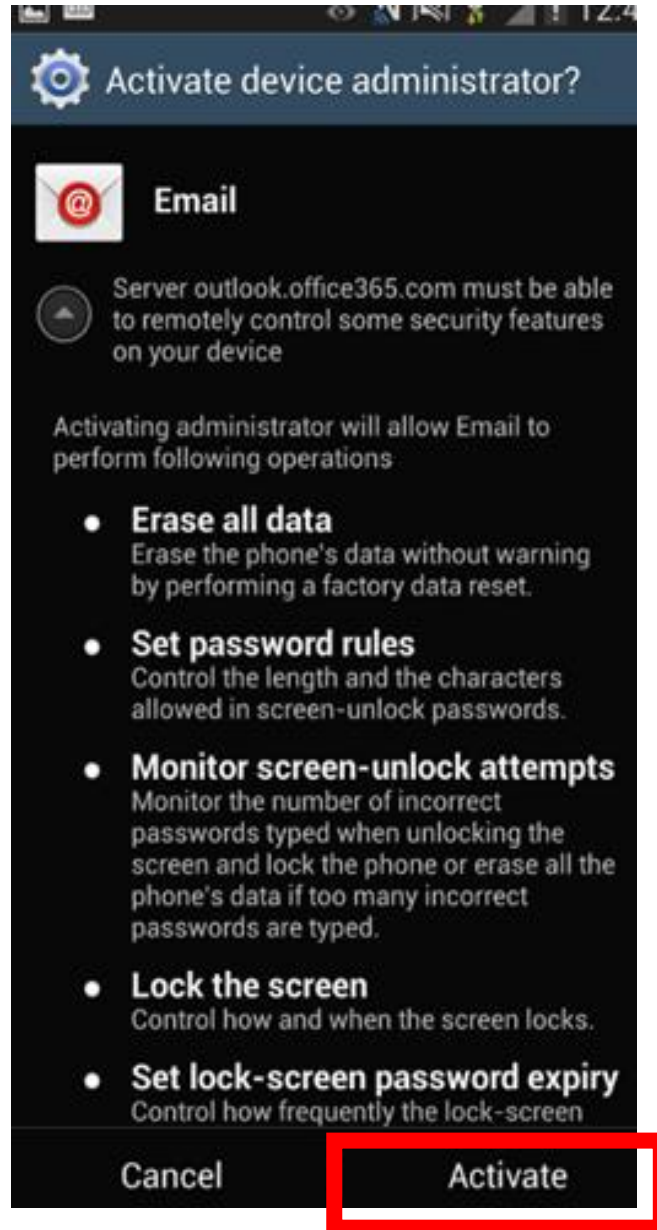 Activate device administrator?
Email
Server outlook.office365.com must be able
to remotely control some security features
on your device
Activating administrator will allow Email to
perform following operations
● Erase all data
Erase the phone's data without warning
by performing a factory data reset.
● Set password rules
Control the length and the characters
allowed in screen-unlock passwords.
● Monitor screen-unlock attempts
Monitor the number of incorrect
passwords typed when unlocking the
screen and lock the phone or erase all the
phone's data if too many incorrect
passwords are typed.
● Lock the screen
Control how and when the screen locks.
● Set lock-screen password expiry
Control how frequently the lock-screen
Cancel Activate